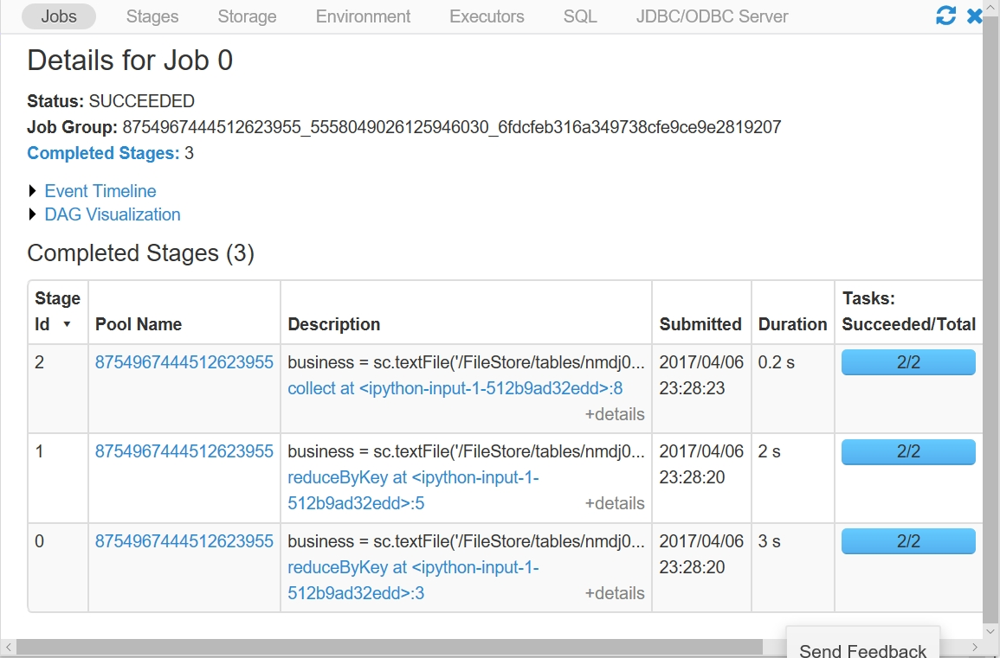 Jobs Stages Storage Environment Executors SQL JDBC/ODBC Server
Details for Job 0
Status: SUCCEEDED
Job Group: 8754967444512623955_5558049026125946030_6fdcfeb316a349738cfe9ce9e2819207
Completed Stages: 3
Event Timeline
DAG Visualization
Completed Stages (3)
Stage Id Pool Name Description Submitted Duration Tasks: Succeeded/Total
2 8754967444512623955 business = sc.textFile('/FileStore/tables/nmdj0... 2017/04/06 0.2 s 2/2
collect at <ipython-input-1-512b9ad32edd>:8 23:28:23
+details
1 8754967444512623955 business = sc.textFile('/FileStore/tables/nmdj0... 2017/04/06 2 s 2/2
reduceByKey at <ipython-input-1- 23:28:20
512b9ad32edd>:5 +details
0 8754967444512623955 business = sc.textFile('/FileStore/tables/nmdj0... 2017/04/06 3 s 2/2
reduceByKey at <ipython-input-1- 23:28:20
512b9ad32edd>:3 +details
Send Feedback